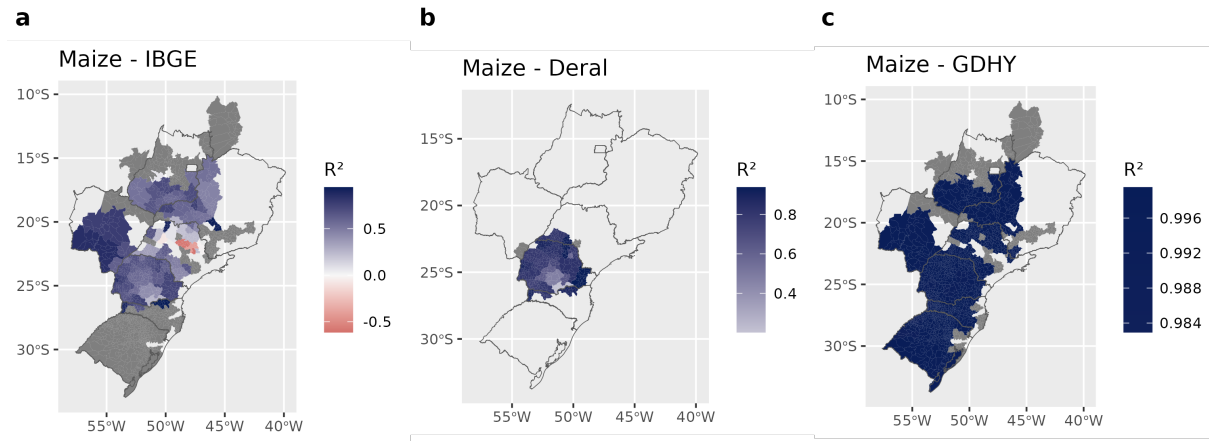 a
Maize - IBGE
10°S
15°S
20°S
25°S
30°S
55°W 50°W 45°W 40°W
R²
0.5
0.0
-0.5
b
Maize - Deral
15°S
20°S
25°S
30°S
55°W 50°W 45°W 40°W
R²
0.8
0.6
0.4
c
Maize - GDHY
10°S
15°S
20°S
25°S
30°S
55°W 50°W 45°W 40°W
R²
0.996
0.992
0.988
0.984